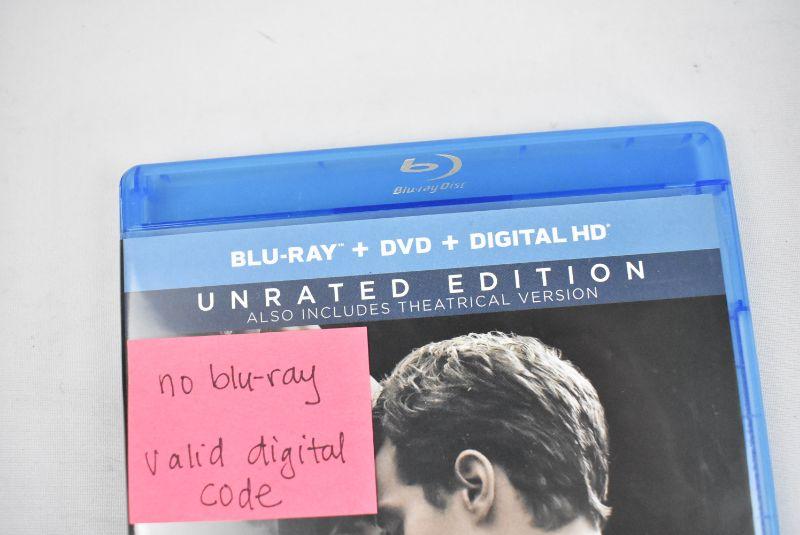 Blu-ray Disc
BLU-RAY™ + DVD + DIGITAL HD*
UNRATED EDITION
ALSO INCLUDES THEATRICAL VERSION
no blu-ray
valid digital
code